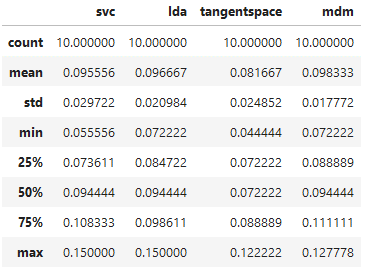 svc lda tangentspace mdm
count 10.000000 10.000000 10.000000 10.000000
mean 0.095556 0.096667 0.081667 0.098333
std 0.029722 0.020984 0.024852 0.017772
min 0.055556 0.072222 0.044444 0.072222
25% 0.073611 0.084722 0.072222 0.088889
50% 0.094444 0.094444 0.072222 0.094444
75% 0.108333 0.098611 0.088889 0.111111
max 0.150000 0.150000 0.122222 0.127778